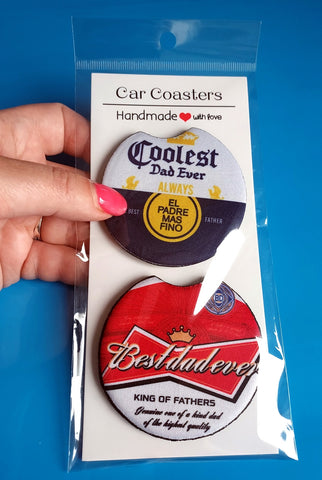 Car Coasters
Handmade ❤ with love
Coolest
Dad Ever
ALWAYS
EL
PADRE
BEST MAS FATHER
FINO
Best dad ever
KING OF FATHERS
Genuine one of a kind dad
of the highest quality